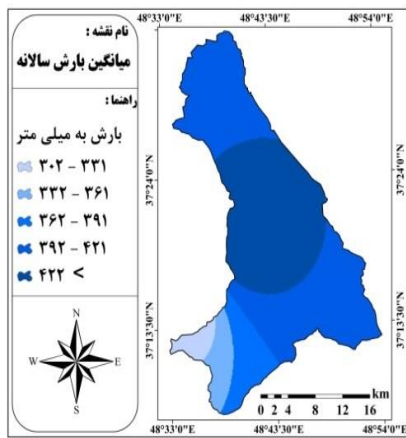 نام نقشه :
میانگین بارش سالانه
راهنما :
بارش به میلی متر
۳۰۲ - ۳۳۱
۳۳۲ - ۳۶۱
۳۶۲ - ۳۹۱
۳۹۲ - ۴۲۱
۴۲۲ <
N
W E
S
48°33'0"E 48°43'30"E 48°54'0"E
37°24'0"N 37°24'0"N
37°13'30"N 37°13'30"N
km
0 2 4 8 12 16
48°33'0"E 48°43'30"E 48°54'0"E